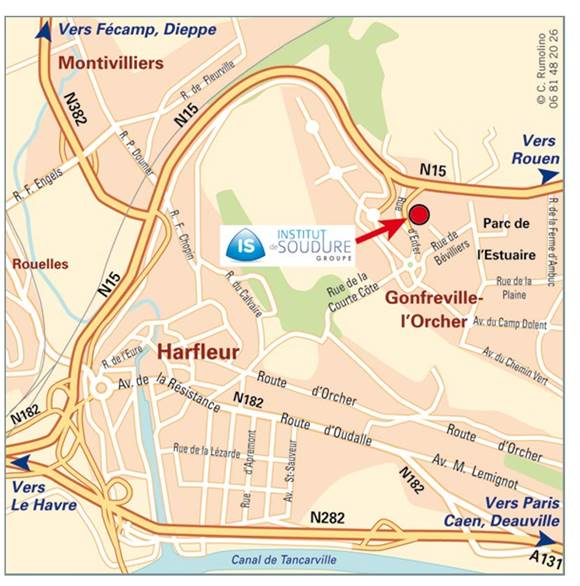 Vers Fécamp, Dieppe
Montivilliers
© C. Rumolino
06 81 48 20 26
R. de Fleurville
N382
N15
R. P. Doumer
Vers
Rouen
N15
R. F. Engels
R. F. Chopin
Rue
d'Enfer
Rue de
Bévilliers
Parc de
l'Estuaire
R. de la Ferme d'Ambuc
IS
INSTITUT
de SOUDURE
GROUPE
Rouelles
N15
R. du Calvaire
Rue de la
Courte Côte
Rue de la
Plaine
Gonfreville-
l'Orcher
Av. du Camp Dolent
Av. du Chemin Vert
R. de l'Eure
Harfleur
Av. de la Résistance
Route d'Orcher
N182
N182
Route d'Oudalle
Route d'Orcher
Rue de la Lézarde
Rue d'Apremont
Av. St-Sauveur
Av. M. Lemignot
N182
Vers
Le Havre
Vers Paris
Caen, Deauville
N282
A131
Canal de Tancarville